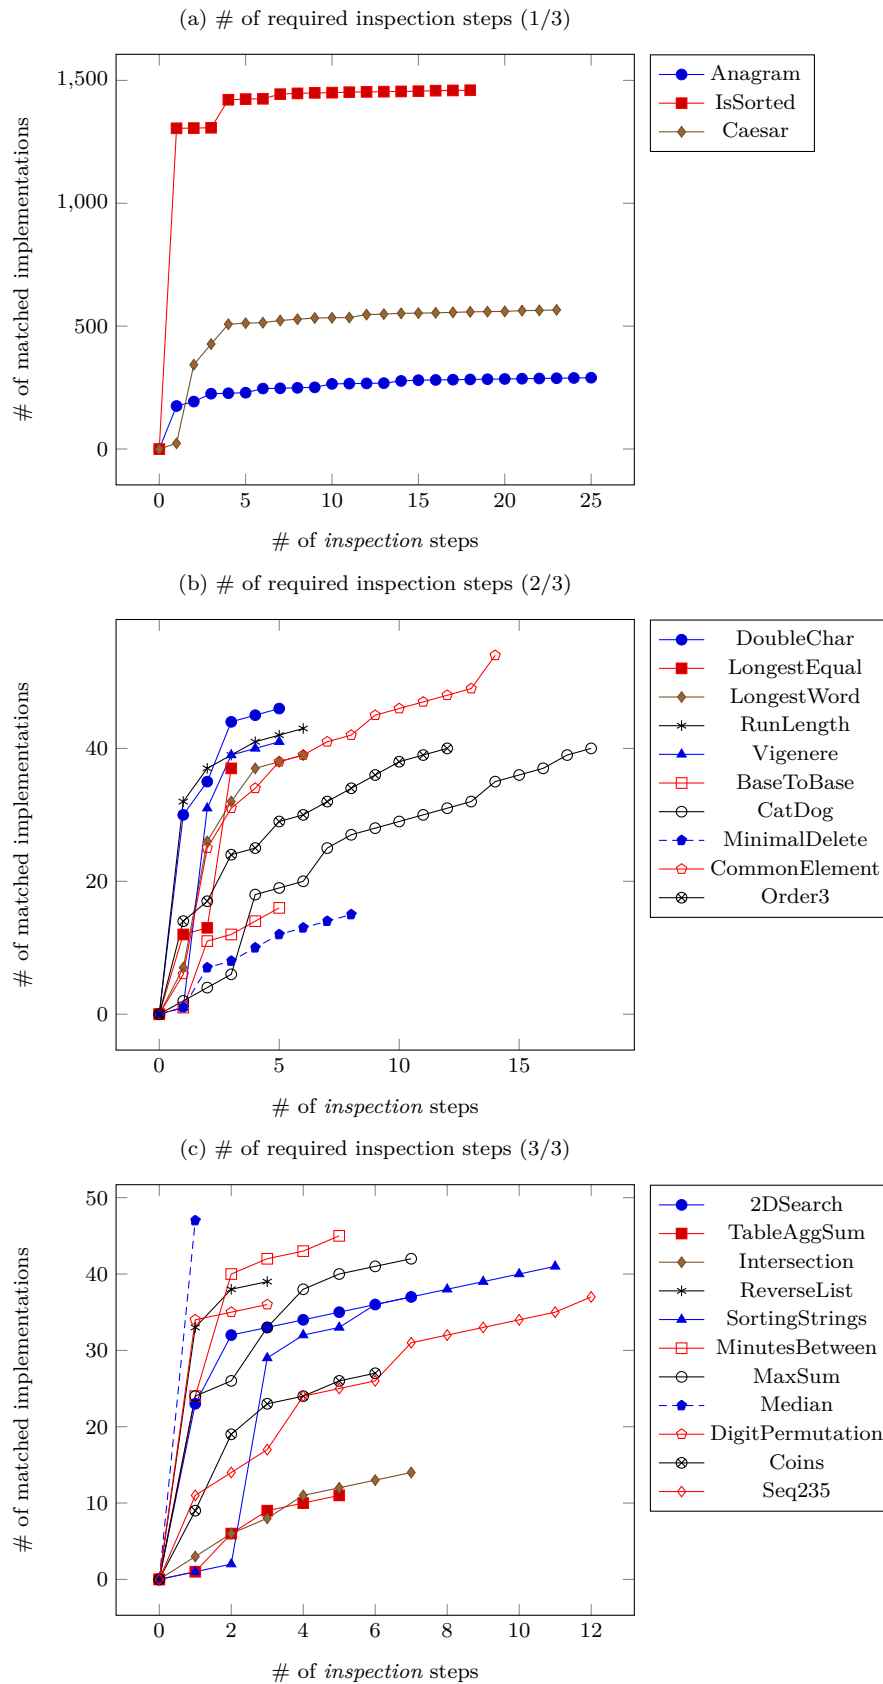 (a) # of required inspection steps (1/3)
# of matched implementations
1,500
1,000
500
0
0 5 10 15 20 25
# of inspection steps
Anagram
IsSorted
Caesar
(b) # of required inspection steps (2/3)
# of matched implementations
40
20
0
0 5 10 15
# of inspection steps
DoubleChar
LongestEqual
LongestWord
RunLength
Vigenere
BaseToBase
CatDog
MinimalDelete
CommonElement
Order3
(c) # of required inspection steps (3/3)
# of matched implementations
50
40
30
20
10
0
0 2 4 6 8 10 12
# of inspection steps
2DSearch
TableAggSum
Intersection
ReverseList
SortingStrings
MinutesBetween
MaxSum
Median
DigitPermutation
Coins
Seq235